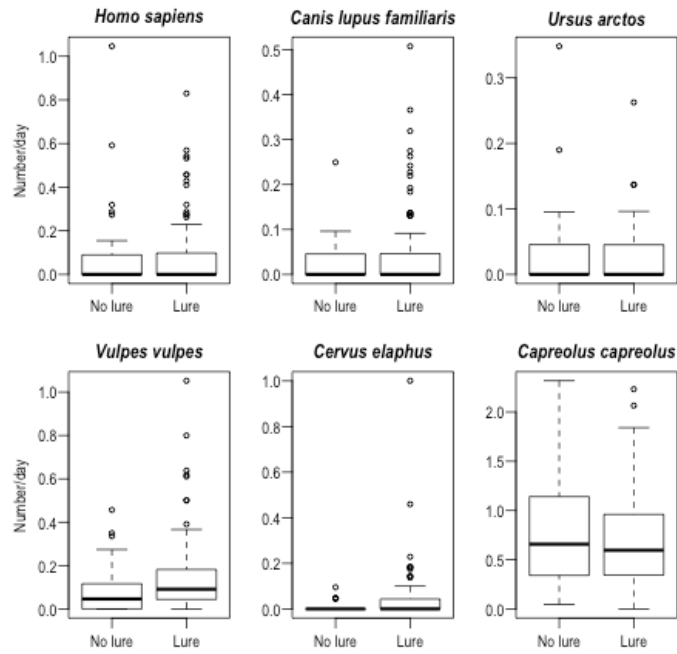 Homo sapiens
Canis lupus familiaris
Ursus arctos
Number/day
1.0
0.8
0.6
0.4
0.2
0.0
No lure
Lure
0.5
0.4
0.3
0.2
0.1
0.0
No lure
Lure
0.3
0.2
0.1
0.0
No lure
Lure
Vulpes vulpes
Cervus elaphus
Capreolus capreolus
Number/day
1.0
0.8
0.6
0.4
0.2
0.0
No lure
Lure
1.0
0.8
0.6
0.4
0.2
0.0
No lure
Lure
2.0
1.5
1.0
0.5
0.0
No lure
Lure